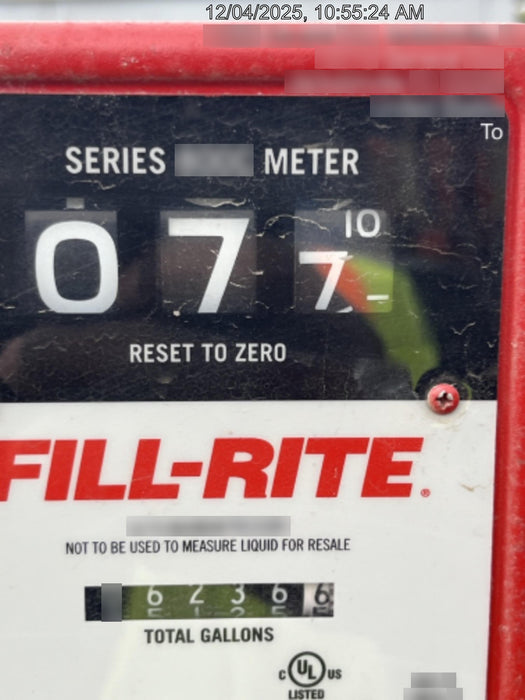 12/04/2025, 10:55:24 AM
To
SERIES METER
0 7 7
10
RESET TO ZERO
FILL-RITE®
NOT TO BE USED TO MEASURE LIQUID FOR RESALE
6 2 3 6 6
TOTAL GALLONS
C UL US
LISTED